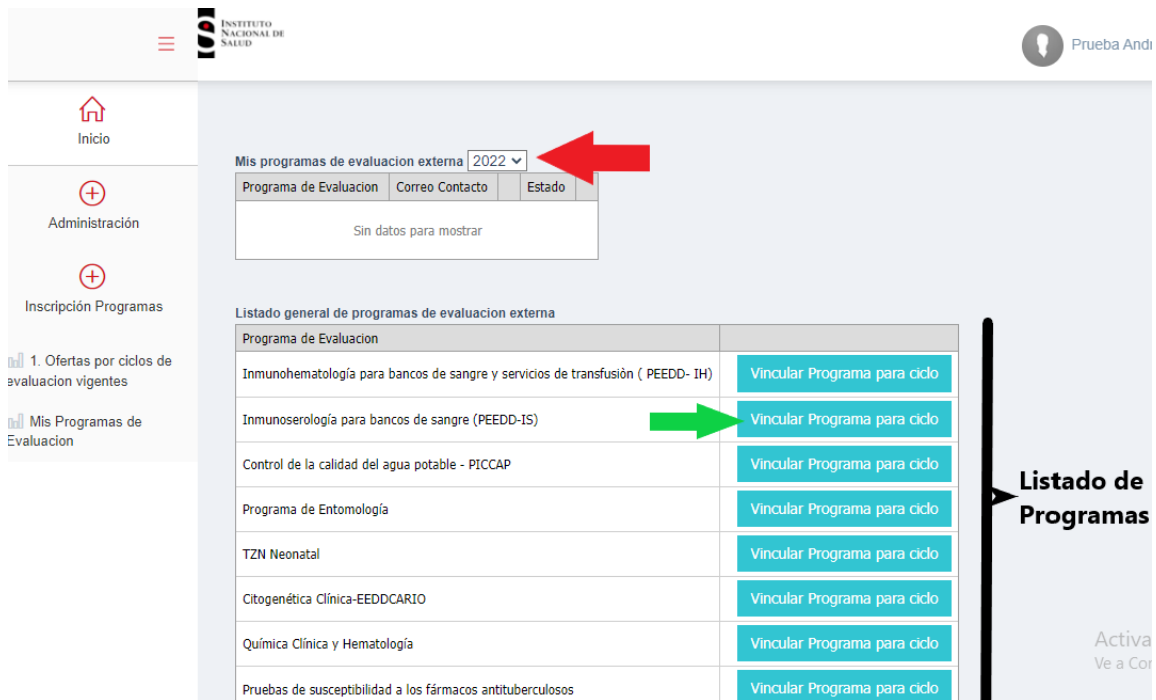 INSTITUTO
NACIONAL DE
SALUD
Prueba Andr
Inicio
Administración
Inscripción Programas
1. Ofertas por ciclos de
evaluacion vigentes
Mis Programas de
Evaluacion
Mis programas de evaluacion externa 2022
Programa de Evaluacion Correo Contacto Estado
Sin datos para mostrar
Listado general de programas de evaluacion externa
Programa de Evaluacion
Inmunohematología para bancos de sangre y servicios de transfusiòn ( PEEDD- IH) Vincular Programa para ciclo
Inmunoserología para bancos de sangre (PEEDD-IS) Vincular Programa para ciclo
Control de la calidad del agua potable - PICCAP Vincular Programa para ciclo
Programa de Entomología Vincular Programa para ciclo
TZN Neonatal Vincular Programa para ciclo
Citogenética Clínica-EEDDCARIO Vincular Programa para ciclo
Química Clínica y Hematología Vincular Programa para ciclo
Pruebas de susceptibilidad a los fármacos antituberculosos Vincular Programa para ciclo
Listado de
Programas
Activa
Ve a Con